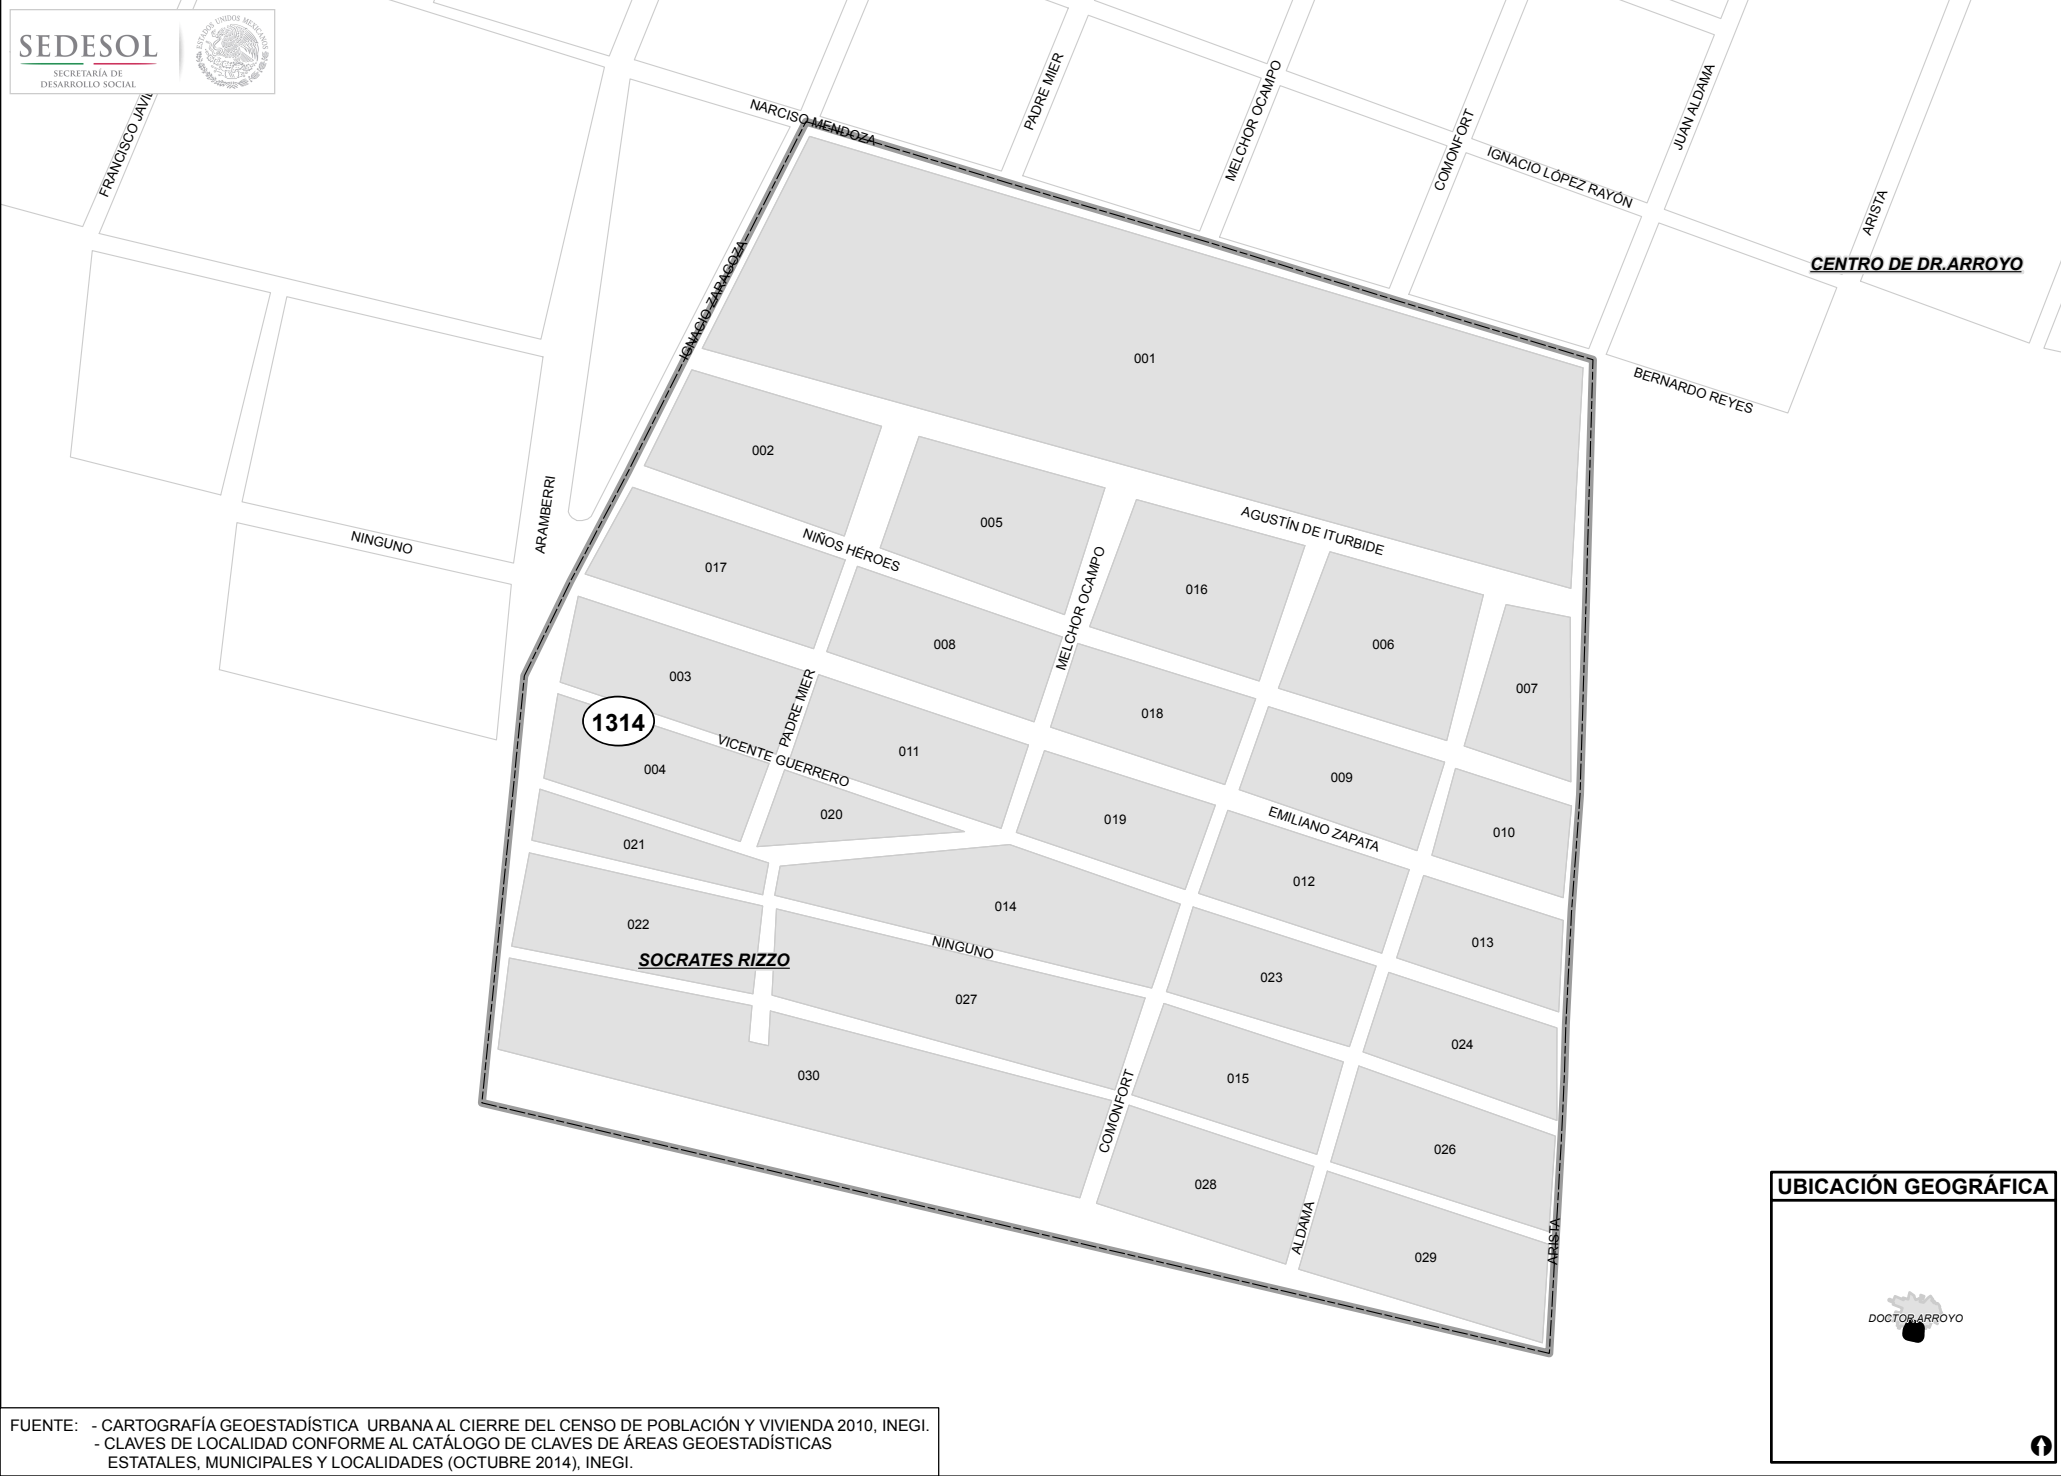 SEDESOL
SECRETARÍA DE
DESARROLLO SOCIAL
ESTADOS UNIDOS MEXICANOS
NARCISO MENDOZA
PADRE MIER
MELCHOR OCAMPO
COMONFORT
IGNACIO LÓPEZ RAYÓN
JUAN ALDAMA
ARISTA
CENTRO DE DR.ARROYO
BERNARDO REYES
IGNACIO ZARAGOZA
ARAMBERRI
NINGUNO
001
002
005
NIÑOS HÉROES
AGUSTÍN DE ITURBIDE
017
016
MELCHOR OCAMPO
008
006
003
007
1314
PADRE MIER
018
VICENTE GUERRERO
011
004
009
020
019
EMILIANO ZAPATA
010
021
012
014
022
013
NINGUNO
SOCRATES RIZZO
023
027
024
030
015
COMONFORT
026
028
ALDAMA
ARISTA
029
UBICACIÓN GEOGRÁFICA
DOCTOR ARROYO
FUENTE: - CARTOGRAFÍA GEOESTADÍSTICA URBANA AL CIERRE DEL CENSO DE POBLACIÓN Y VIVIENDA 2010, INEGI.
- CLAVES DE LOCALIDAD CONFORME AL CATÁLOGO DE CLAVES DE ÁREAS GEOESTADÍSTICAS
ESTATALES, MUNICIPALES Y LOCALIDADES (OCTUBRE 2014), INEGI.
FRANCISCO